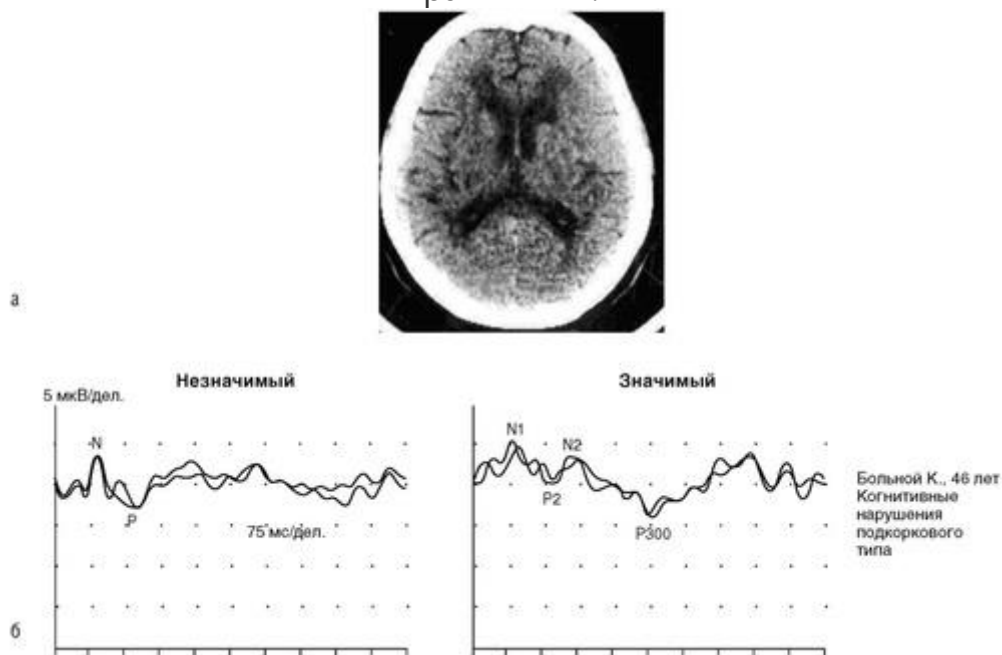 а
Незначимый
Значимый
5 мкВ/дел.
N
P
75 мс/дел.
N1
N2
P2
P300
Больной К., 46 лет
Когнитивные
нарушения
подкоркового
типа
б